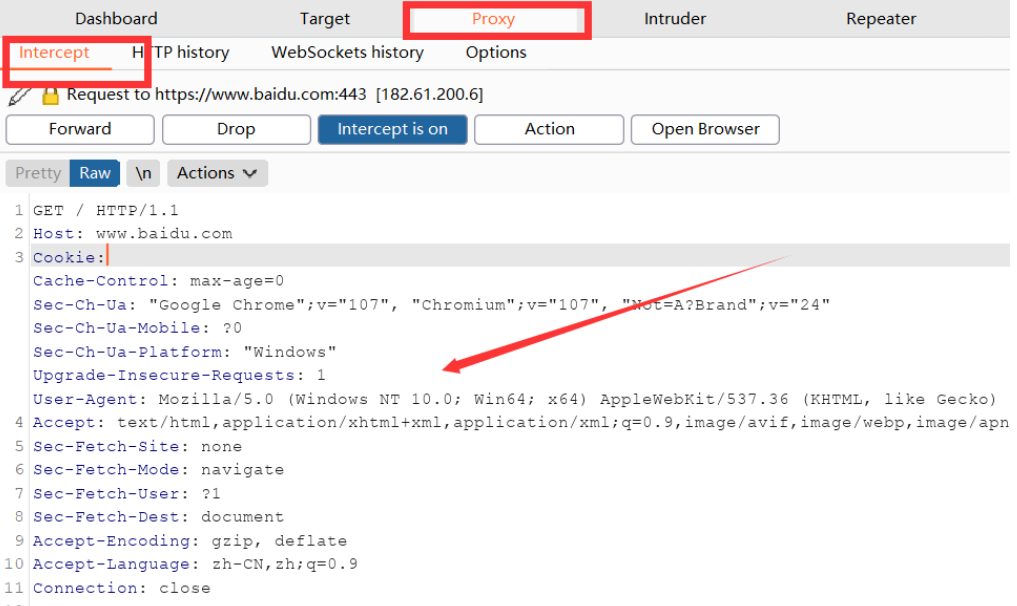 Dashboard Target Proxy Intruder Repeater
Intercept HTTP history WebSockets history Options
Request to https://www.baidu.com:443 [182.61.200.6]
Forward Drop Intercept is on Action Open Browser
Pretty Raw \n Actions
1 GET / HTTP/1.1
2 Host: www.baidu.com
3 Cookie:
Cache-Control: max-age=0
Sec-Ch-Ua: "Google Chrome";v="107", "Chromium";v="107", "Not=A?Brand";v="24"
Sec-Ch-Ua-Mobile: ?0
Sec-Ch-Ua-Platform: "Windows"
Upgrade-Insecure-Requests: 1
User-Agent: Mozilla/5.0 (Windows NT 10.0; Win64; x64) AppleWebKit/537.36 (KHTML, like Gecko)
4 Accept: text/html,application/xhtml+xml,application/xml;q=0.9,image/avif,image/webp,image/apn
5 Sec-Fetch-Site: none
6 Sec-Fetch-Mode: navigate
7 Sec-Fetch-User: ?1
8 Sec-Fetch-Dest: document
9 Accept-Encoding: gzip, deflate
10 Accept-Language: zh-CN,zh;q=0.9
11 Connection: close